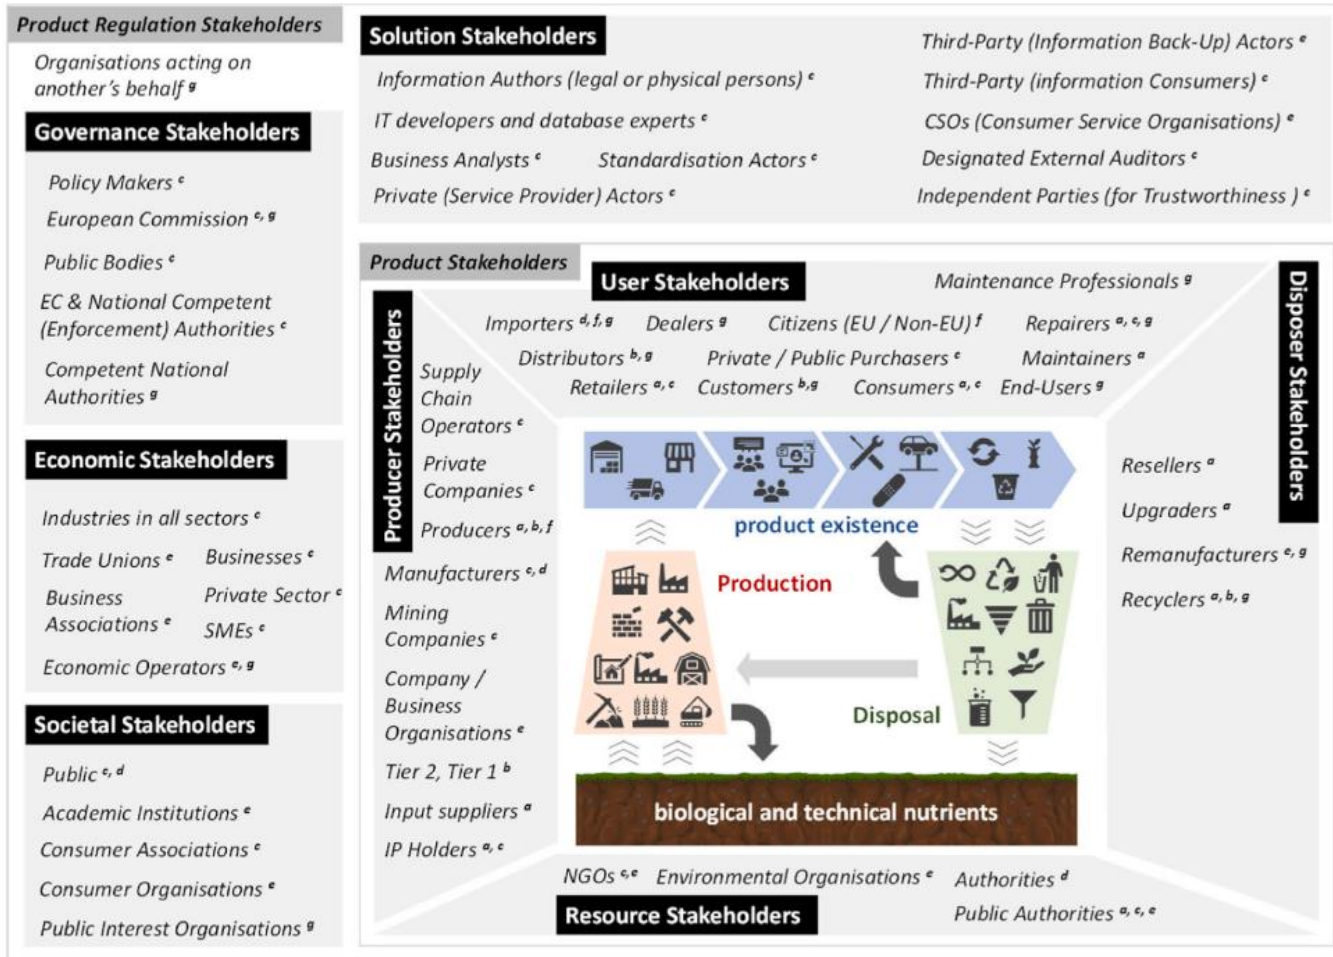 Product Regulation Stakeholders
Organisations acting on
another's behalf g
Governance Stakeholders
Policy Makers c
European Commission c, g
Public Bodies c
EC & National Competent
(Enforcement) Authorities c
Competent National
Authorities g
Economic Stakeholders
Industries in all sectors c
Trade Unions e
Businesses c
Business
Associations e
Private Sector c
SMEs c
Economic Operators e, g
Societal Stakeholders
Public c, d
Academic Institutions e
Consumer Associations c
Consumer Organisations e
Public Interest Organisations g
Solution Stakeholders
Information Authors (legal or physical persons) c
IT developers and database experts c
Business Analysts c
Standardisation Actors c
Private (Service Provider) Actors c
Third-Party (Information Back-Up) Actors e
Third-Party (information Consumers) c
CSOs (Consumer Service Organisations) e
Designated External Auditors c
Independent Parties (for Trustworthiness ) c
Product Stakeholders
User Stakeholders
Maintenance Professionals g
Importers d, f, g
Dealers g
Citizens (EU / Non-EU) f
Repairers a, c, g
Distributors b, g
Private / Public Purchasers c
Maintainers a
Retailers a, c
Customers b,g
Consumers a, c
End-Users g
Producer Stakeholders
Supply
Chain
Operators c
Private
Companies c
Producers a, b, f
Manufacturers c, d
Mining
Companies c
Company /
Business
Organisations e
Tier 2, Tier 1 b
Input suppliers a
IP Holders a, c
product existence
Production
Disposal
biological and technical nutrients
Disposer Stakeholders
Resellers a
Upgraders a
Remanufacturers e, g
Recyclers a, b, g
NGOs c,e
Environmental Organisations e
Authorities d
Public Authorities a, c, e
Resource Stakeholders